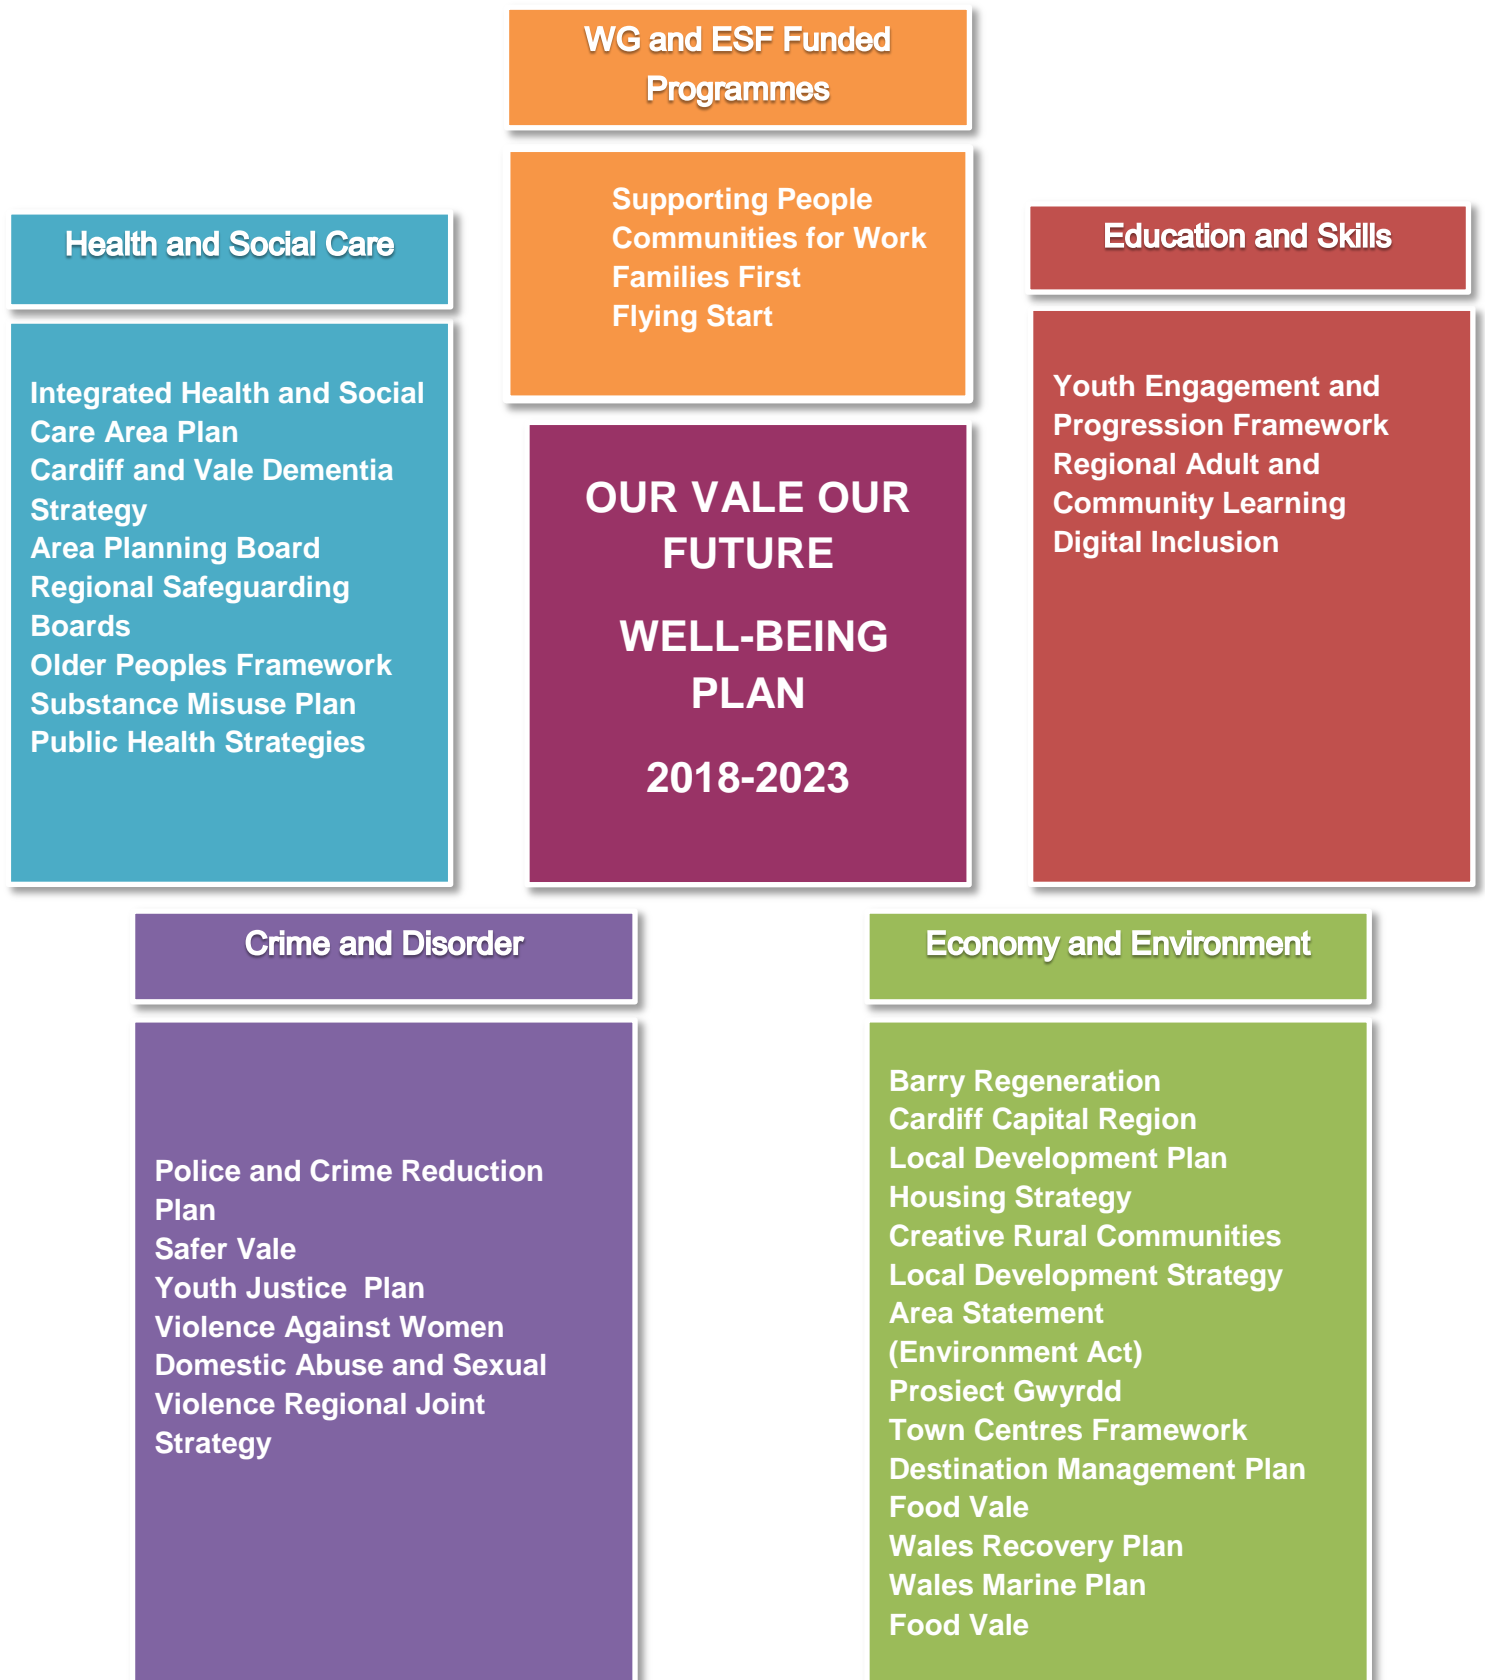 WG and ESF Funded
Programmes
Supporting People
Communities for Work
Families First
Flying Start
Health and Social Care
Integrated Health and Social
Care Area Plan
Cardiff and Vale Dementia
Strategy
Area Planning Board
Regional Safeguarding
Boards
Older Peoples Framework
Substance Misuse Plan
Public Health Strategies
OUR VALE OUR
FUTURE
WELL-BEING
PLAN
2018-2023
Education and Skills
Youth Engagement and
Progression Framework
Regional Adult and
Community Learning
Digital Inclusion
Crime and Disorder
Police and Crime Reduction
Plan
Safer Vale
Youth Justice  Plan
Violence Against Women
Domestic Abuse and Sexual
Violence Regional Joint
Strategy
Economy and Environment
Barry Regeneration
Cardiff Capital Region
Local Development Plan
Housing Strategy
Creative Rural Communities
Local Development Strategy
Area Statement
(Environment Act)
Prosiect Gwyrdd
Town Centres Framework
Destination Management Plan
Food Vale
Wales Recovery Plan
Wales Marine Plan
Food Vale